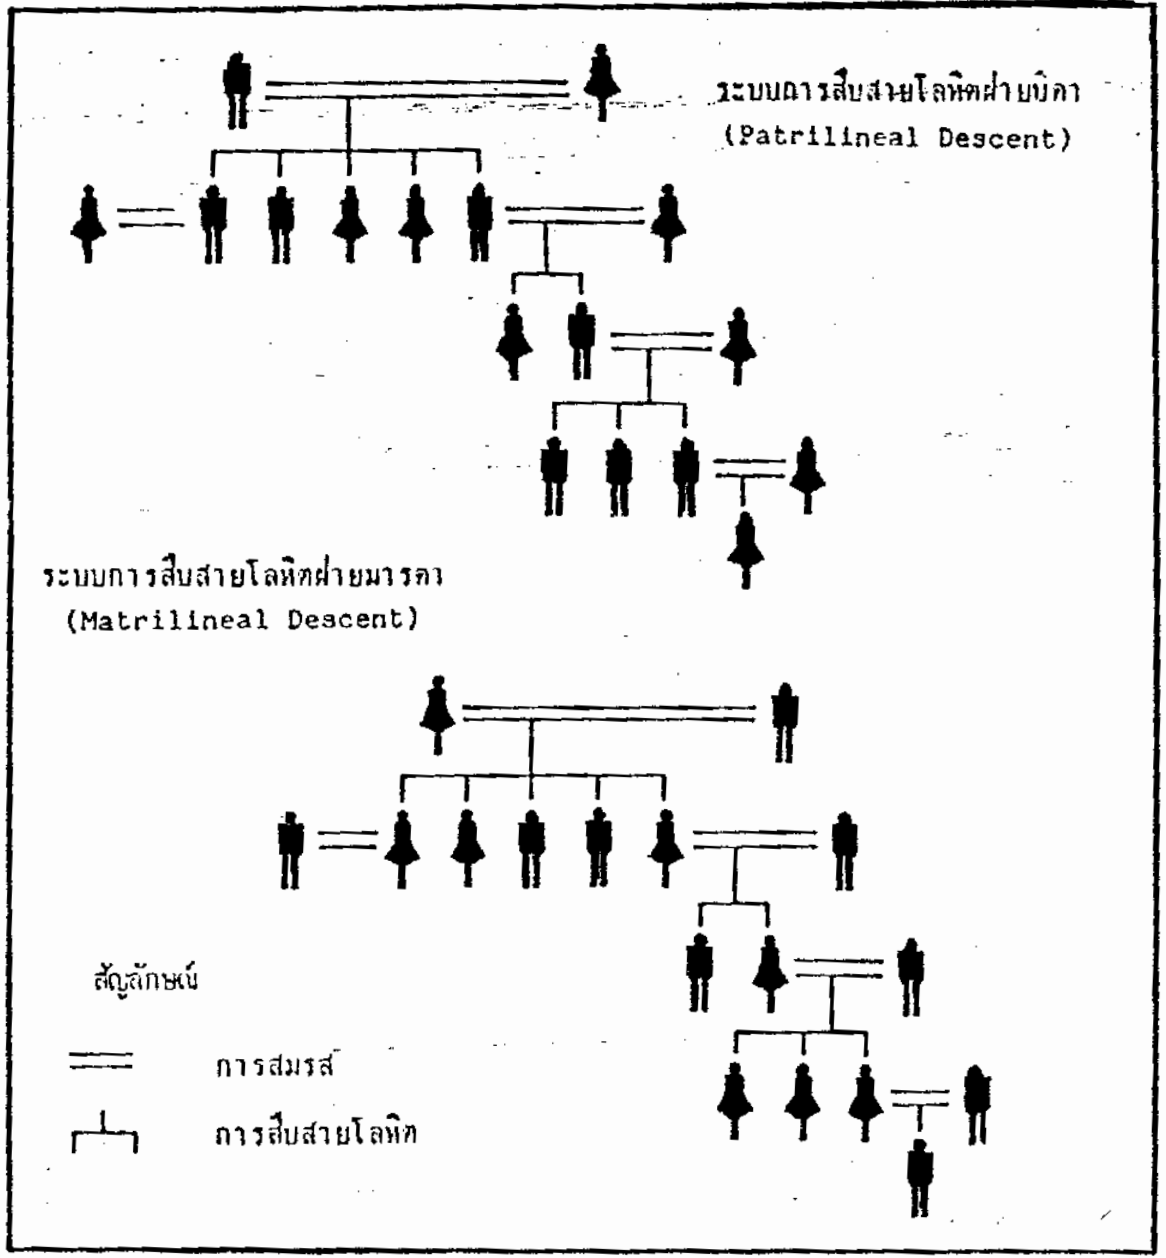 ระบบการสืบสายโลหิตฝ่ายบิดา
(Patrilineal Descent)
ระบบการสืบสายโลหิตฝ่ายมารดา
(Matrilineal Descent)
สัญลักษณ์
การสมรส
การสืบสายโลหิต